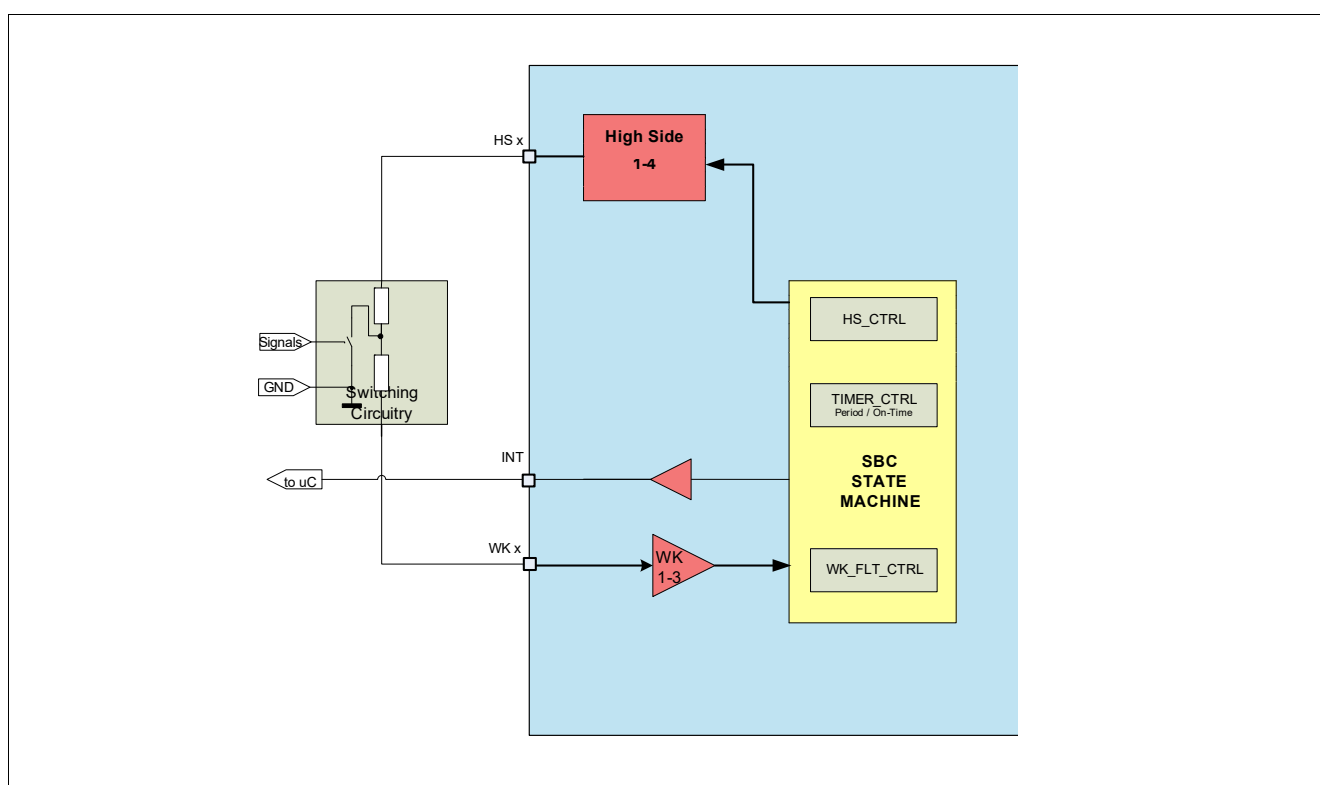 HS x
High Side
1-4
HS_CTRL
Signals
TIMER_CTRL
Period / On-Time
GND
Switching
Circuitry
INT
SBC
STATE
MACHINE
to uC
WK x
WK
1-3
WK_FLT_CTRL